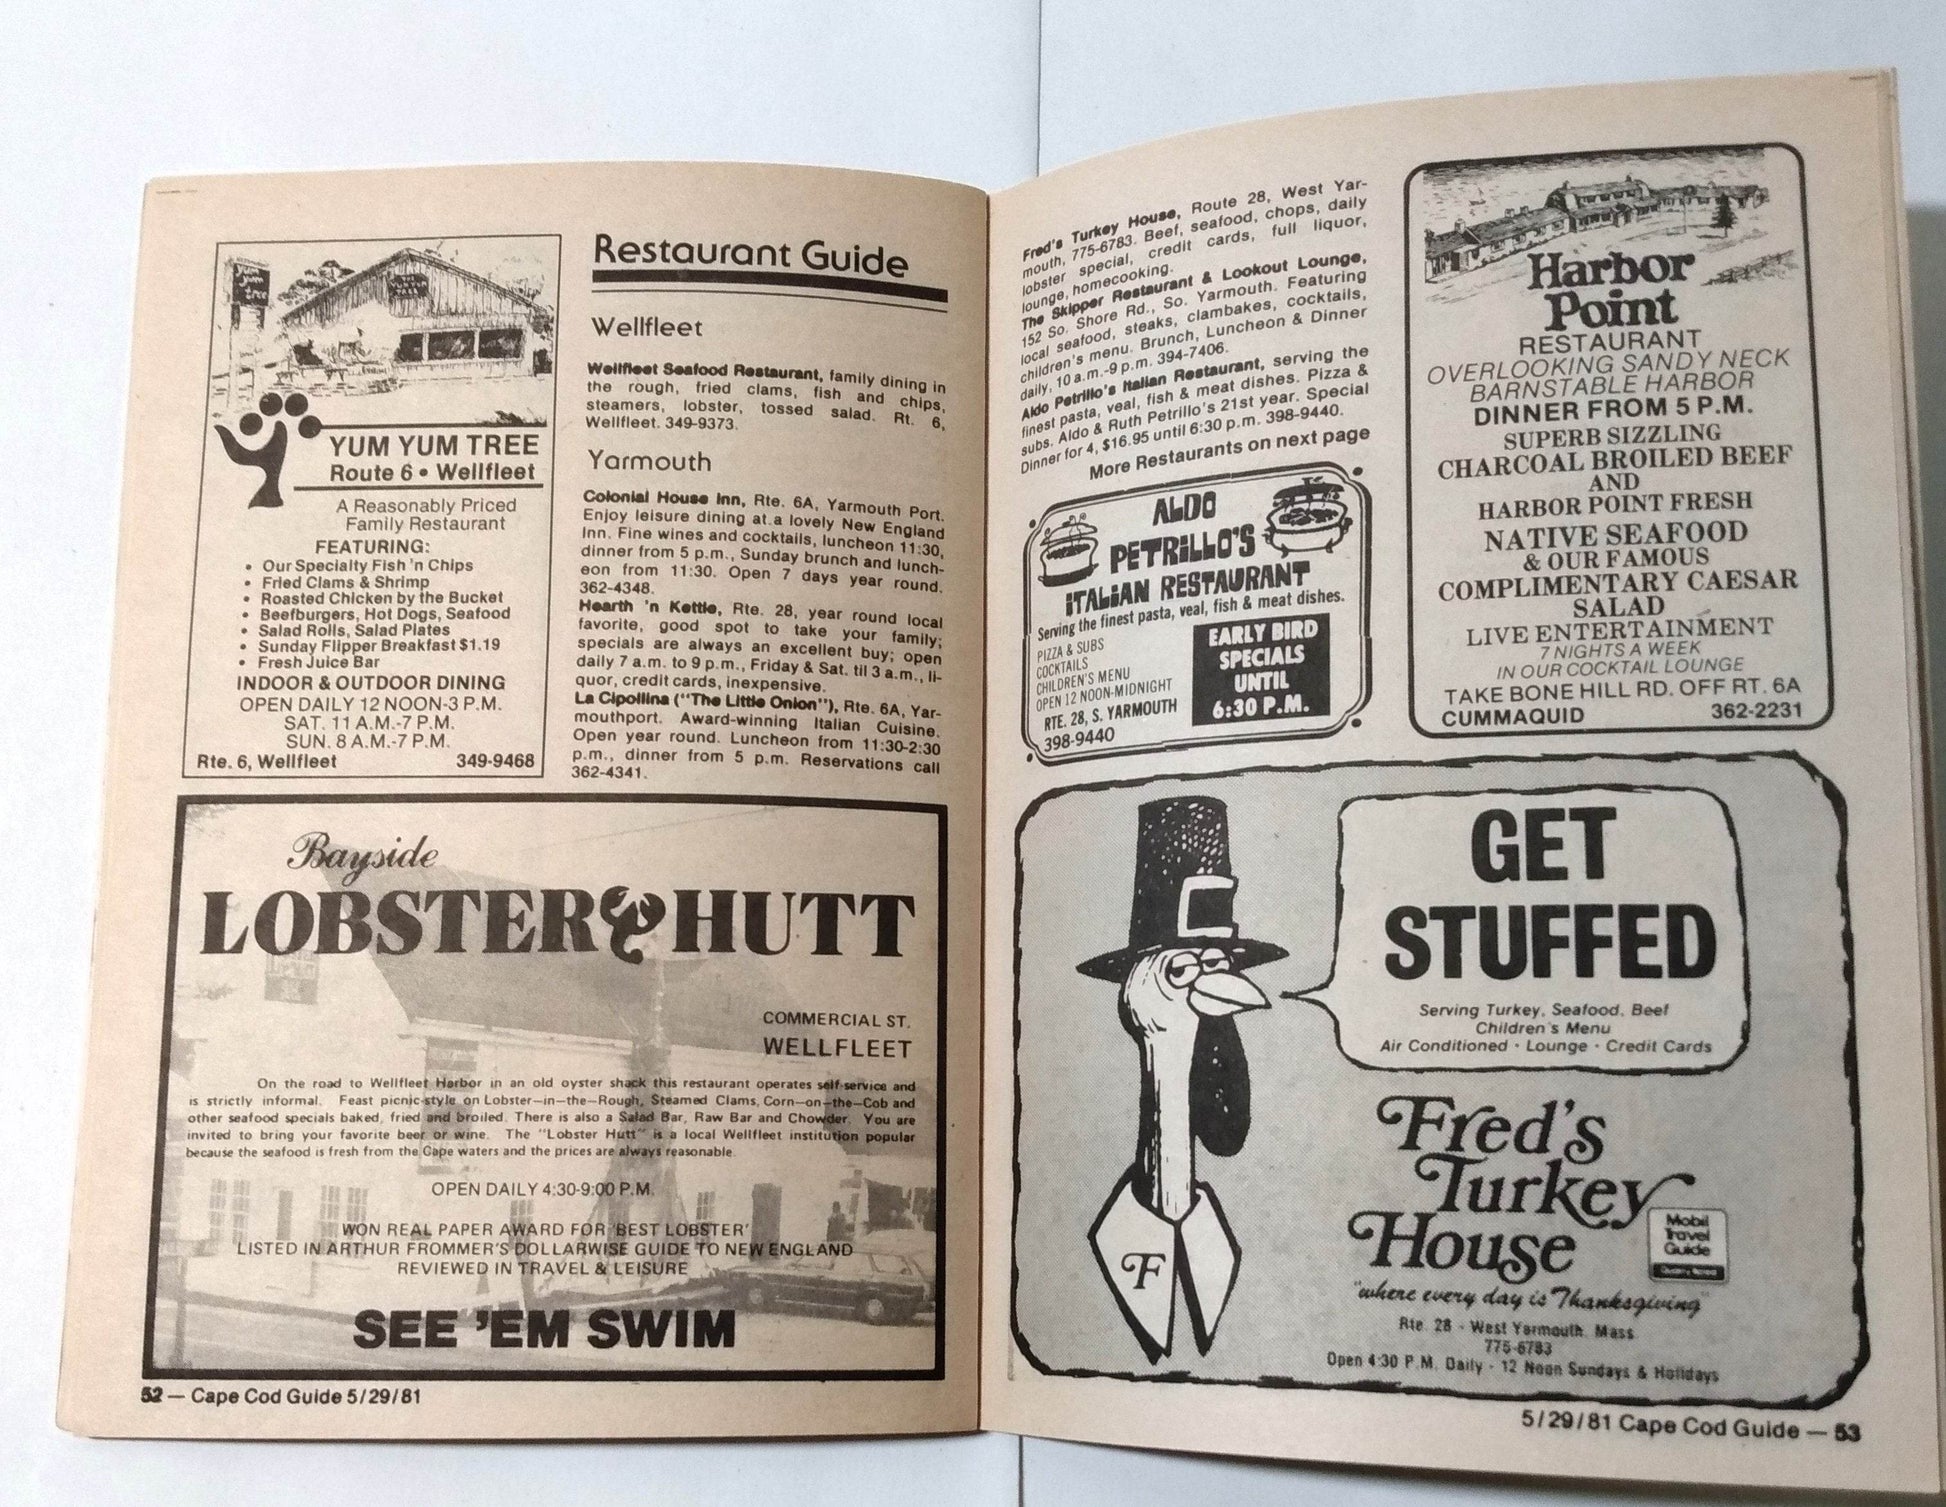 Yum
Yum
Tree
YUM YUM TREE
Route 6 • Wellfleet
A Reasonably Priced
Family Restaurant
FEATURING:
• Our Specialty Fish 'n Chips
• Fried Clams & Shrimp
• Roasted Chicken by the Bucket
• Beefburgers, Hot Dogs, Seafood
• Salad Rolls, Salad Plates
• Sunday Flipper Breakfast $1.19
• Fresh Juice Bar
INDOOR & OUTDOOR DINING
OPEN DAILY 12 NOON-3 P.M.
SAT. 11 A.M.-7 P.M.
SUN. 8 A.M.-7 P.M.
Rte. 6, Wellfleet 349-9468
Restaurant Guide
Wellfleet
Wellfleet Seafood Restaurant, family dining in
the rough, fried clams, fish and chips,
steamers, lobster, tossed salad. Rt. 6,
Wellfleet. 349-9373.
Yarmouth
Colonial House Inn, Rte. 6A, Yarmouth Port.
Enjoy leisure dining at a lovely New England
Inn. Fine wines and cocktails, luncheon 11:30,
dinner from 5 p.m., Sunday brunch and lunch-
eon from 11:30. Open 7 days year round.
362-4348.
Hearth 'n Kettle, Rte. 28, year round local
favorite, good spot to take your family;
specials are always an excellent buy; open
daily 7 a.m. to 9 p.m., Friday & Sat. til 3 a.m., li-
quor, credit cards, inexpensive.
La Cipollina ("The Little Onion"), Rte. 6A, Yar-
mouthport. Award-winning Italian Cuisine.
Open year round. Luncheon from 11:30-2:30
p.m., dinner from 5 p.m. Reservations call
362-4341.
Bayside
LOBSTER HUTT
COMMERCIAL ST.
WELLFLEET
On the road to Wellfleet Harbor in an old oyster shack this restaurant operates self-service and
is strictly informal. Feast picnic-style on Lobster-in-the-Rough, Steamed Clams, Corn-on-the-Cob and
other seafood specials baked, fried and broiled. There is also a Salad Bar, Raw Bar and Chowder. You are
invited to bring your favorite beer or wine. The "Lobster Hutt" is a local Wellfleet institution popular
because the seafood is fresh from the Cape waters and the prices are always reasonable.
OPEN DAILY 4:30-9:00 P.M.
WON REAL PAPER AWARD FOR 'BEST LOBSTER'
LISTED IN ARTHUR FROMMER'S DOLLARWISE GUIDE TO NEW ENGLAND
REVIEWED IN TRAVEL & LEISURE
SEE 'EM SWIM
52 — Cape Cod Guide 5/29/81
Fred's Turkey House, Route 28, West Yar-
mouth, 775-6783. Beef, seafood, chops, daily
lobster special, credit cards, full liquor,
lounge, homecooking.
The Skipper Restaurant & Lookout Lounge,
152 So. Shore Rd., So. Yarmouth. Featuring
local seafood, steaks, clambakes, cocktails,
children's menu. Brunch, Luncheon & Dinner
daily, 10 a.m.-9 p.m. 394-7406.
Aldo Petrillo's Italian Restaurant, serving the
finest pasta, veal, fish & meat dishes. Pizza &
subs. Aldo & Ruth Petrillo's 21st year. Special
Dinner for 4, $16.95 until 6:30 p.m. 398-9440.
More Restaurants on next page
ALDO
PETRILLO'S
ITALIAN RESTAURANT
Serving the finest pasta, veal, fish & meat dishes.
PIZZA & SUBS
COCKTAILS
CHILDREN'S MENU
OPEN 12 NOON-MIDNIGHT
RTE. 28, S. YARMOUTH
398-9440
EARLY BIRD
SPECIALS
UNTIL
6:30 P.M.
Harbor
Point
RESTAURANT
OVERLOOKING SANDY NECK
BARNSTABLE HARBOR
DINNER FROM 5 P.M.
SUPERB SIZZLING
CHARCOAL BROILED BEEF
AND
HARBOR POINT FRESH
NATIVE SEAFOOD
& OUR FAMOUS
COMPLIMENTARY CAESAR
SALAD
LIVE ENTERTAINMENT
7 NIGHTS A WEEK
IN OUR COCKTAIL LOUNGE
TAKE BONE HILL RD. OFF RT. 6A
CUMMAQUID 362-2231
GET
STUFFED
Serving Turkey, Seafood, Beef
Children's Menu
Air Conditioned · Lounge · Credit Cards
F
Fred's
Turkey
House
Mobil
Travel
Guide
"where every day is Thanksgiving"
Rte. 28 - West Yarmouth, Mass.
775-6783
Open 4:30 P.M. Daily - 12 Noon Sundays & Holidays
5/29/81 Cape Cod Guide — 53